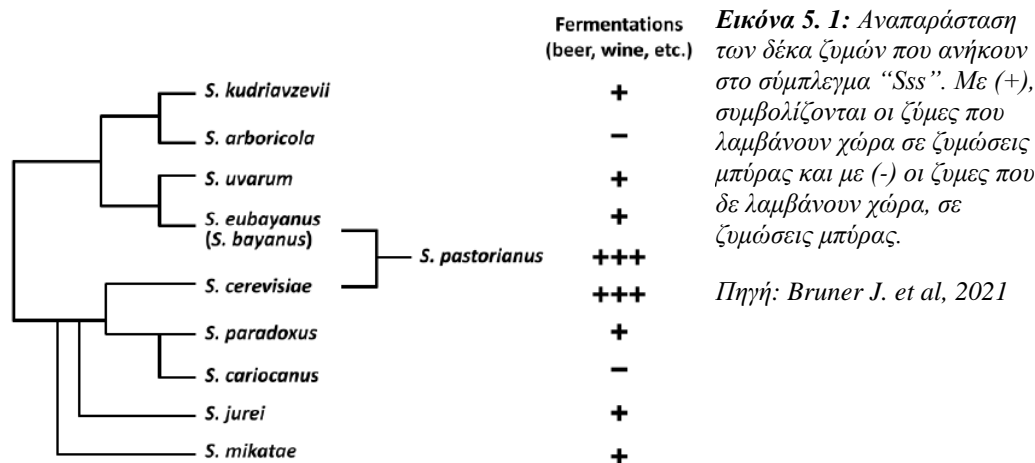 Fermentations
(beer, wine, etc.)
S. kudriavzevii +
S. arboricola –
S. uvarum +
S. eubayanus +
(S. bayanus)
S. pastorianus +++
S. cerevisiae +++
S. paradoxus +
S. cariocanus –
S. jurei +
S. mikatae +
Εικόνα 5. 1: Αναπαράσταση
των δέκα ζυμών που ανήκουν
στο σύμπλεγμα “Sss”. Με (+),
συμβολίζονται οι ζύμες που
λαμβάνουν χώρα σε ζυμώσεις
μπύρας και με (-) οι ζυμες που
δε λαμβάνουν χώρα, σε
ζυμώσεις μπύρας.
Πηγή: Bruner J. et al, 2021